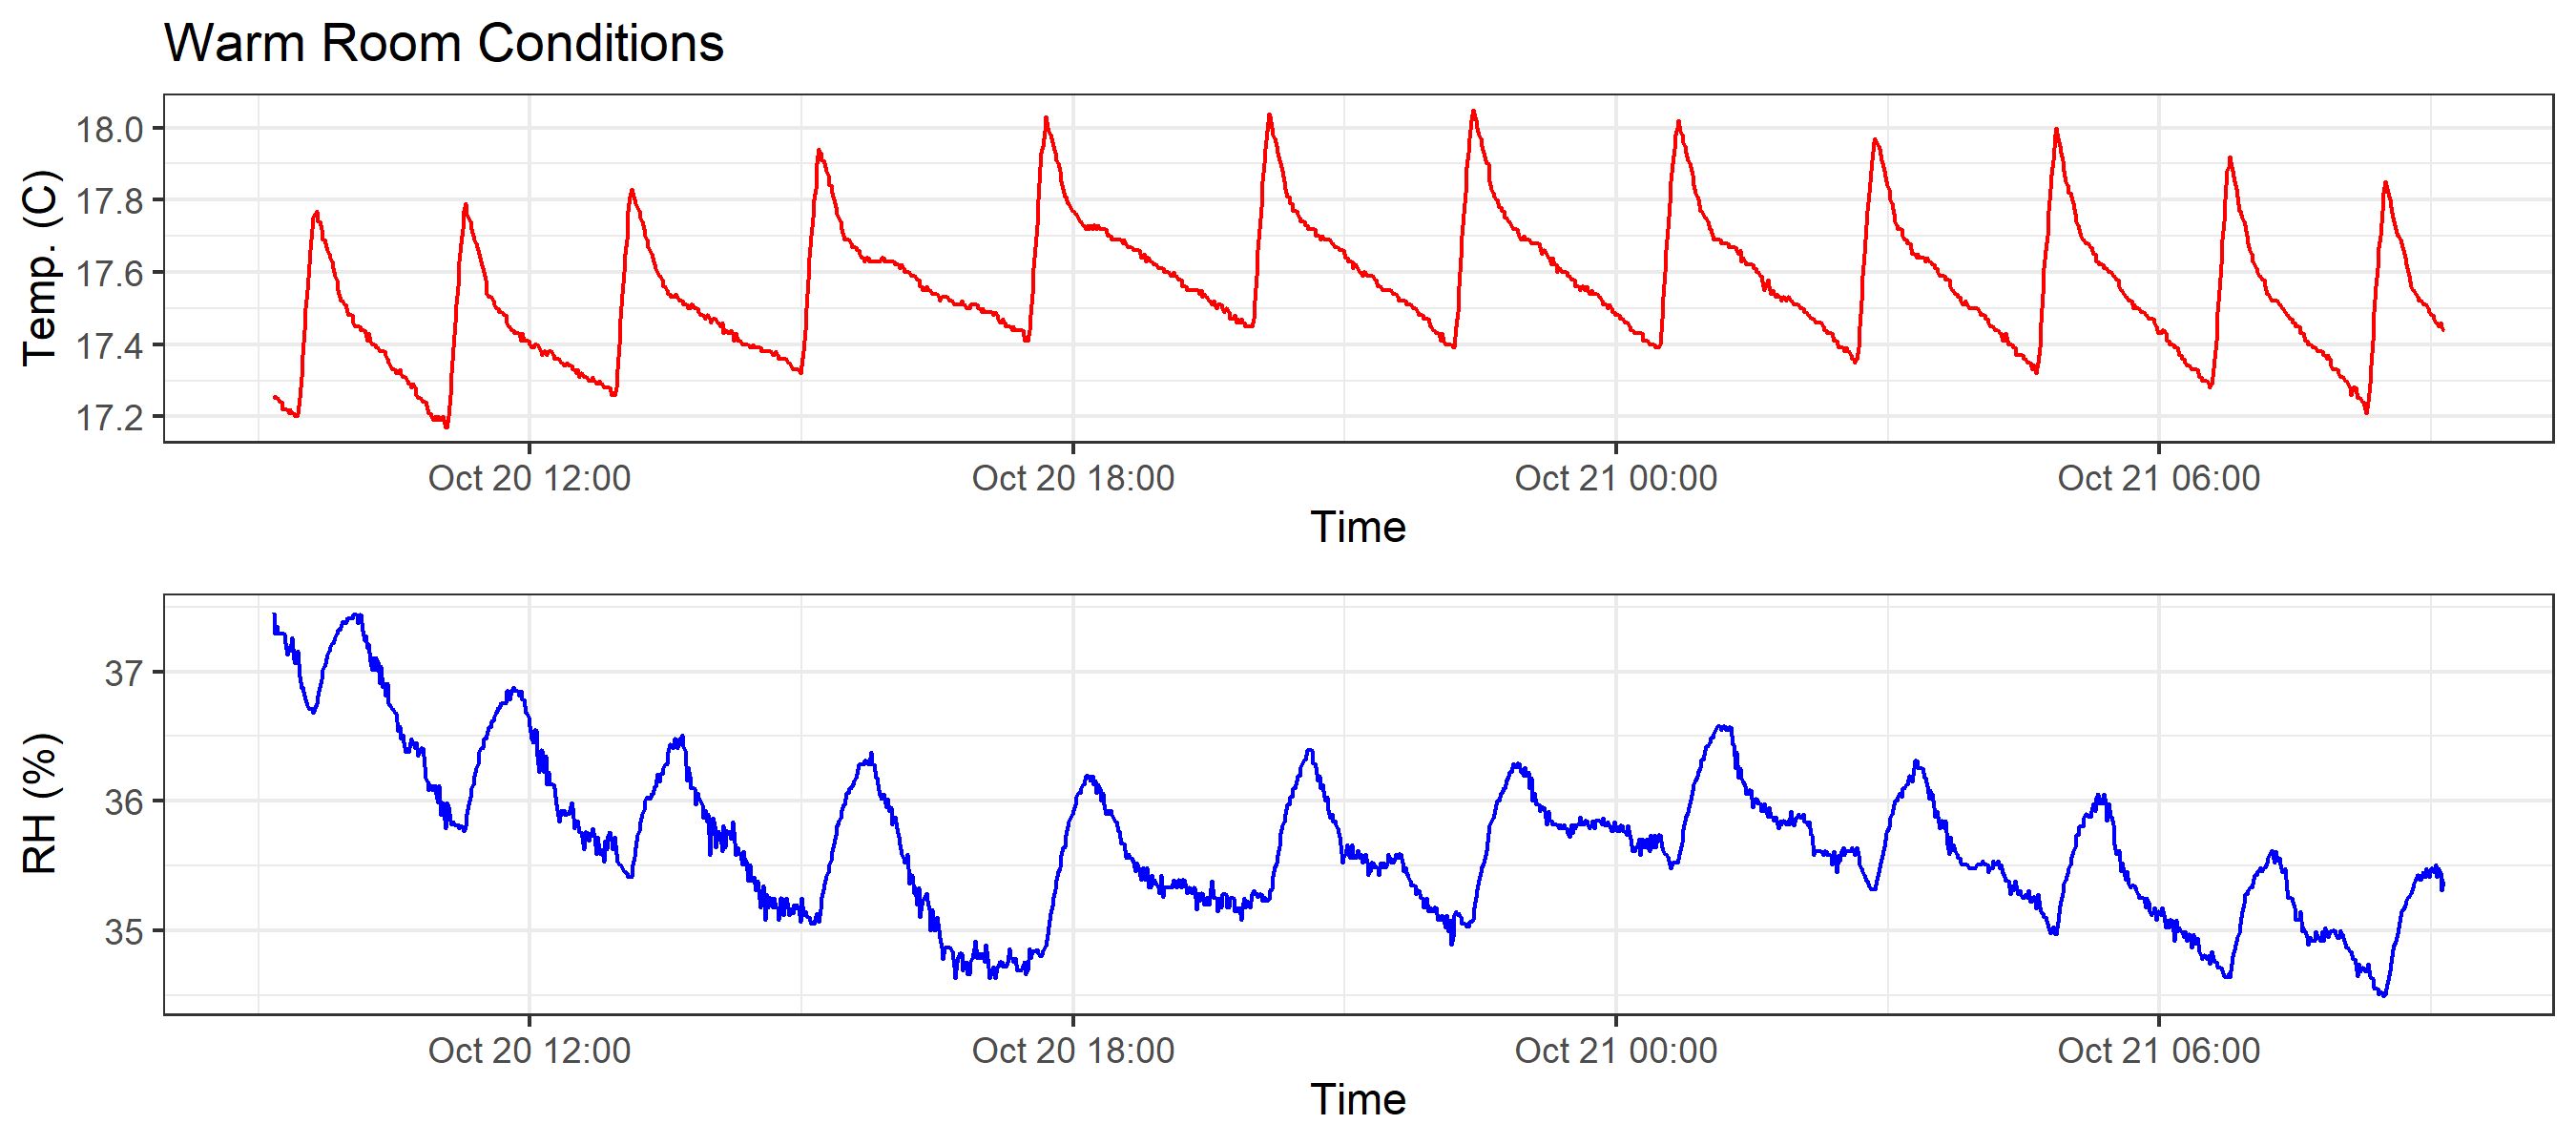 Warm Room Conditions
Temp. (C)
18.0
17.8
17.6
17.4
17.2
Oct 20 12:00 Oct 20 18:00 Oct 21 00:00 Oct 21 06:00
Time
RH (%)
37
36
35
Oct 20 12:00 Oct 20 18:00 Oct 21 00:00 Oct 21 06:00
Time